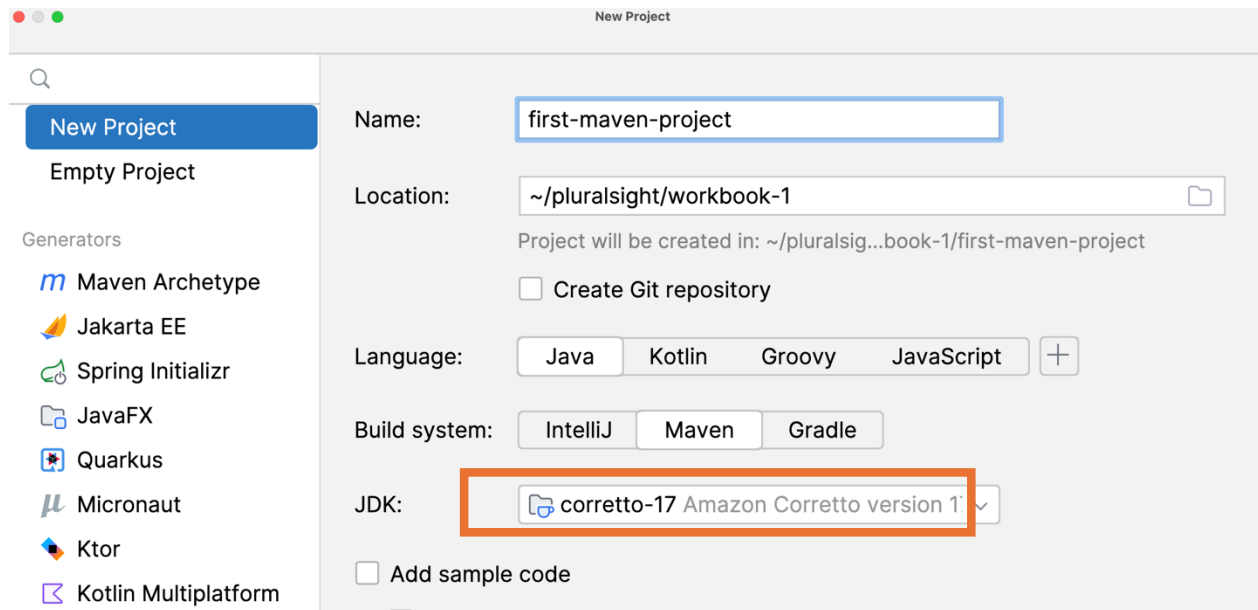 New Project
New Project
Empty Project
Generators
Maven Archetype
Jakarta EE
Spring Initializr
JavaFX
Quarkus
Micronaut
Ktor
Kotlin Multiplatform
Name:
first-maven-project
Location:
~/pluralsight/workbook-1
Project will be created in: ~/pluralsig...book-1/first-maven-project
Create Git repository
Language:
Java Kotlin Groovy JavaScript
Build system:
IntelliJ Maven Gradle
JDK:
corretto-17 Amazon Corretto version 1
Add sample code